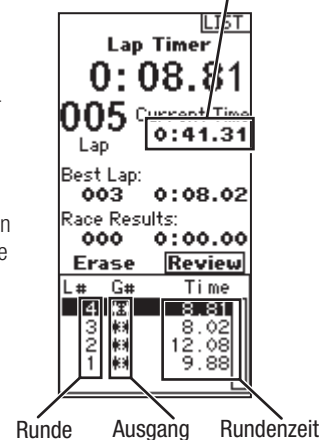 LIST
Lap Timer
0:08.81
005 Current Time
Lap 0:41.31
Best Lap:
003 0:08.02
Race Results:
000 0:00.00
Erase Review
L# G# Time
4 8.81
3 8.02
2 12.08
1 9.88
Runde Ausgang Rundenzeit